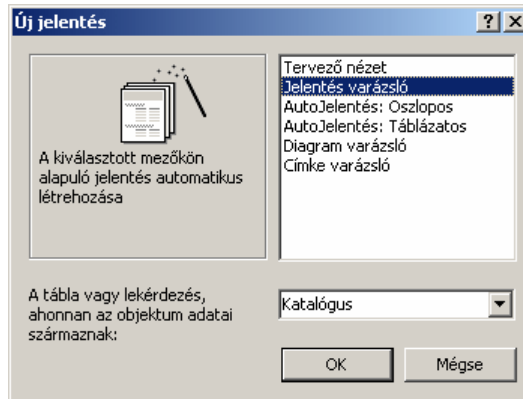 Új jelentés
A kiválasztott mezőkön
alapuló jelentés automatikus
létrehozása
Tervező nézet
Jelentés varázsló
AutoJelentés: Oszlopos
AutoJelentés: Táblázatos
Diagram varázsló
Címke varázsló
A tábla vagy lekérdezés,
ahonnan az objektum adatai
származnak:
Katalógus
OK
Mégse